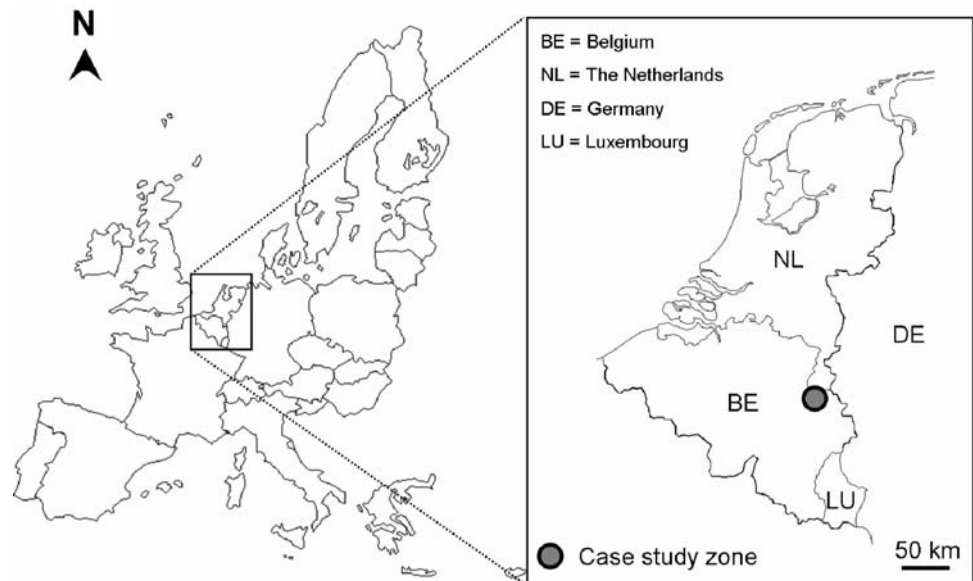 N
BE = Belgium
NL = The Netherlands
DE = Germany
LU = Luxembourg
NL
DE
BE
LU
Case study zone
50 km